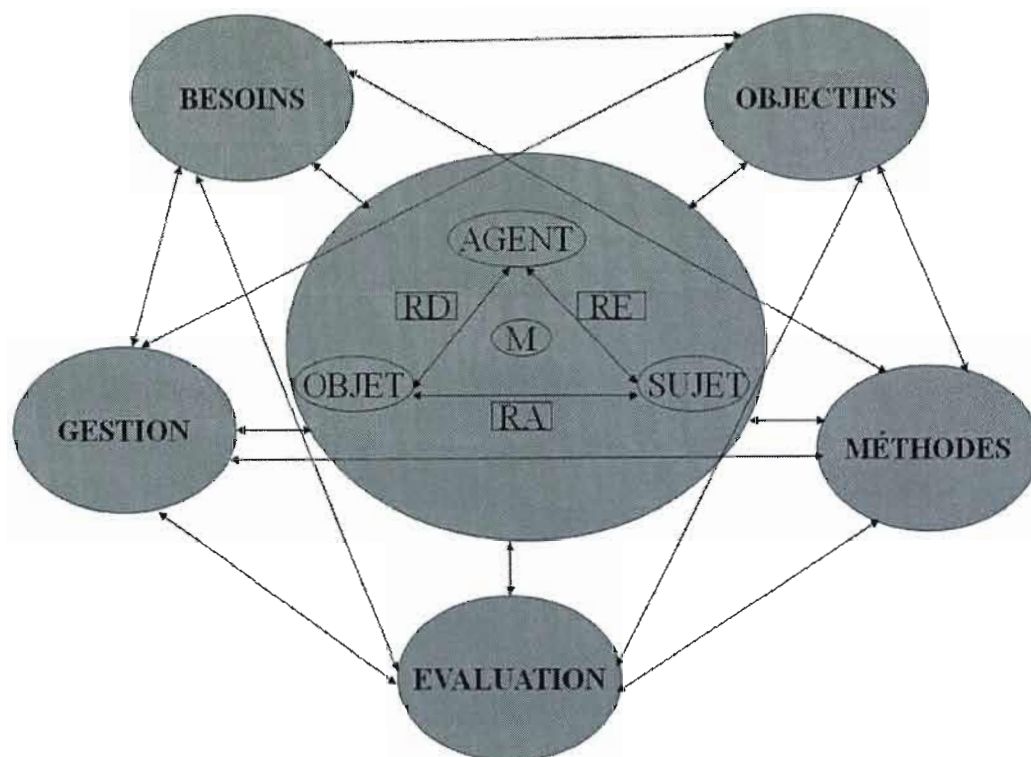 BESOINS
OBJECTIFS
AGENT
RD
RE
M
OBJET
SUJET
RA
GESTION
MÉTHODES
EVALUATION